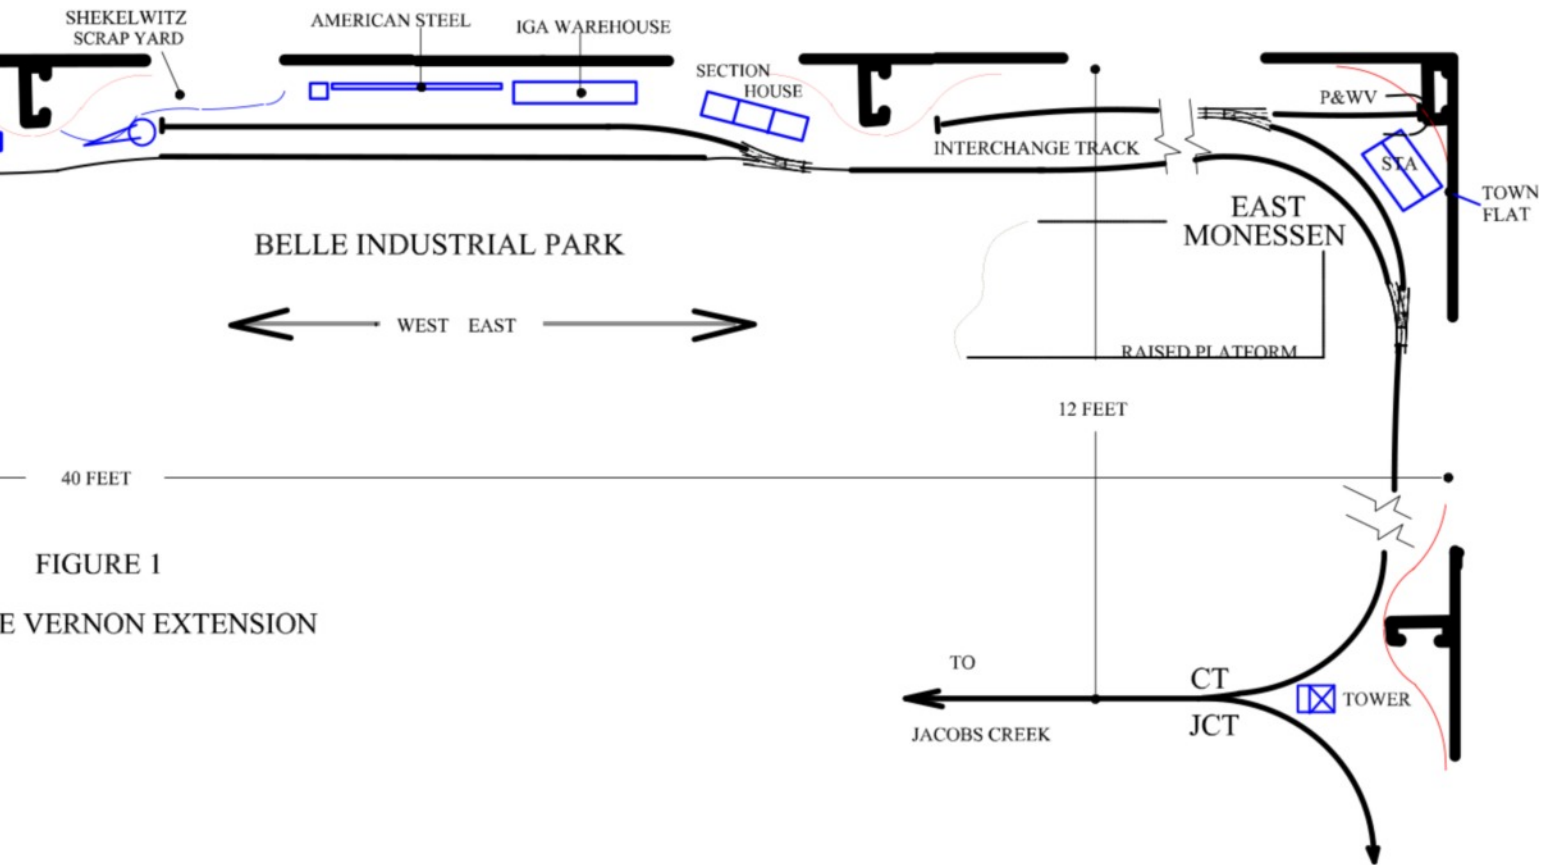 SHEKELWITZ
SCRAP YARD
AMERICAN STEEL
IGA WAREHOUSE
SECTION
HOUSE
P&WV
INTERCHANGE TRACK
STA
TOWN
FLAT
EAST
MONESSEN
BELLE INDUSTRIAL PARK
WEST EAST
RAISED PLATFORM
12 FEET
40 FEET
FIGURE 1
E VERNON EXTENSION
TO
JACOBS CREEK
CT
JCT
TOWER